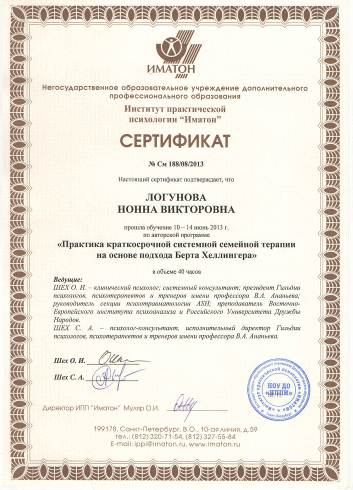 ИМАТОН
Негосударственное образовательное учреждение дополнительного
профессионального образования
Институт практической
психологии "Иматон"
СЕРТИФИКАТ
№ См 188/08/2013
Настоящий сертификат подтверждает, что
ЛОГУНОВА
НОННА ВИКТОРОВНА
прошла обучение 10 – 14 июнь 2013 г.
по авторской программе
«Практика краткосрочной системной семейной терапии
на основе подхода Берта Хеллингера»
в объеме 40 часов
Ведущие:
ШЕХ О. И. – клинический психолог; системный консультант; президент Гильдии
психологов, психотерапевтов и тренеров имени профессора В.А. Ананьева;
руководитель секции психотравматологии ASH; преподаватель Восточно-
Европейского института психоанализа и Российского Университета Дружбы
Народов.
ШЕХ С. А. – психолог-консультант, исполнительный директор Гильдии
психологов, психотерапевтов и тренеров имени профессора В.А. Ананьева.
Шех О. И.
Шех С. А.
Директор ИПП "Иматон" Муляр О.И.
НОУ ДО
"ИППИ"
199178, Санкт-Петербург, В.О., 10-ая линия, д.59
тел.: (812) 320-71-54, (812) 327-55-84
E-mail: ippi@imaton.ru, www.imaton.ru